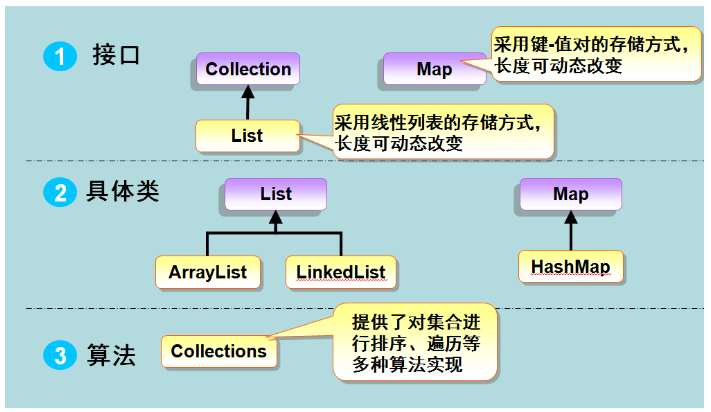 1 接口
Collection
Map
采用键-值对的存储方式，
长度可动态改变
List
采用线性列表的存储方式，
长度可动态改变
2 具体类
List
Map
ArrayList
LinkedList
HashMap
3 算法
Collections
提供了对集合进
行排序、遍历等
多种算法实现